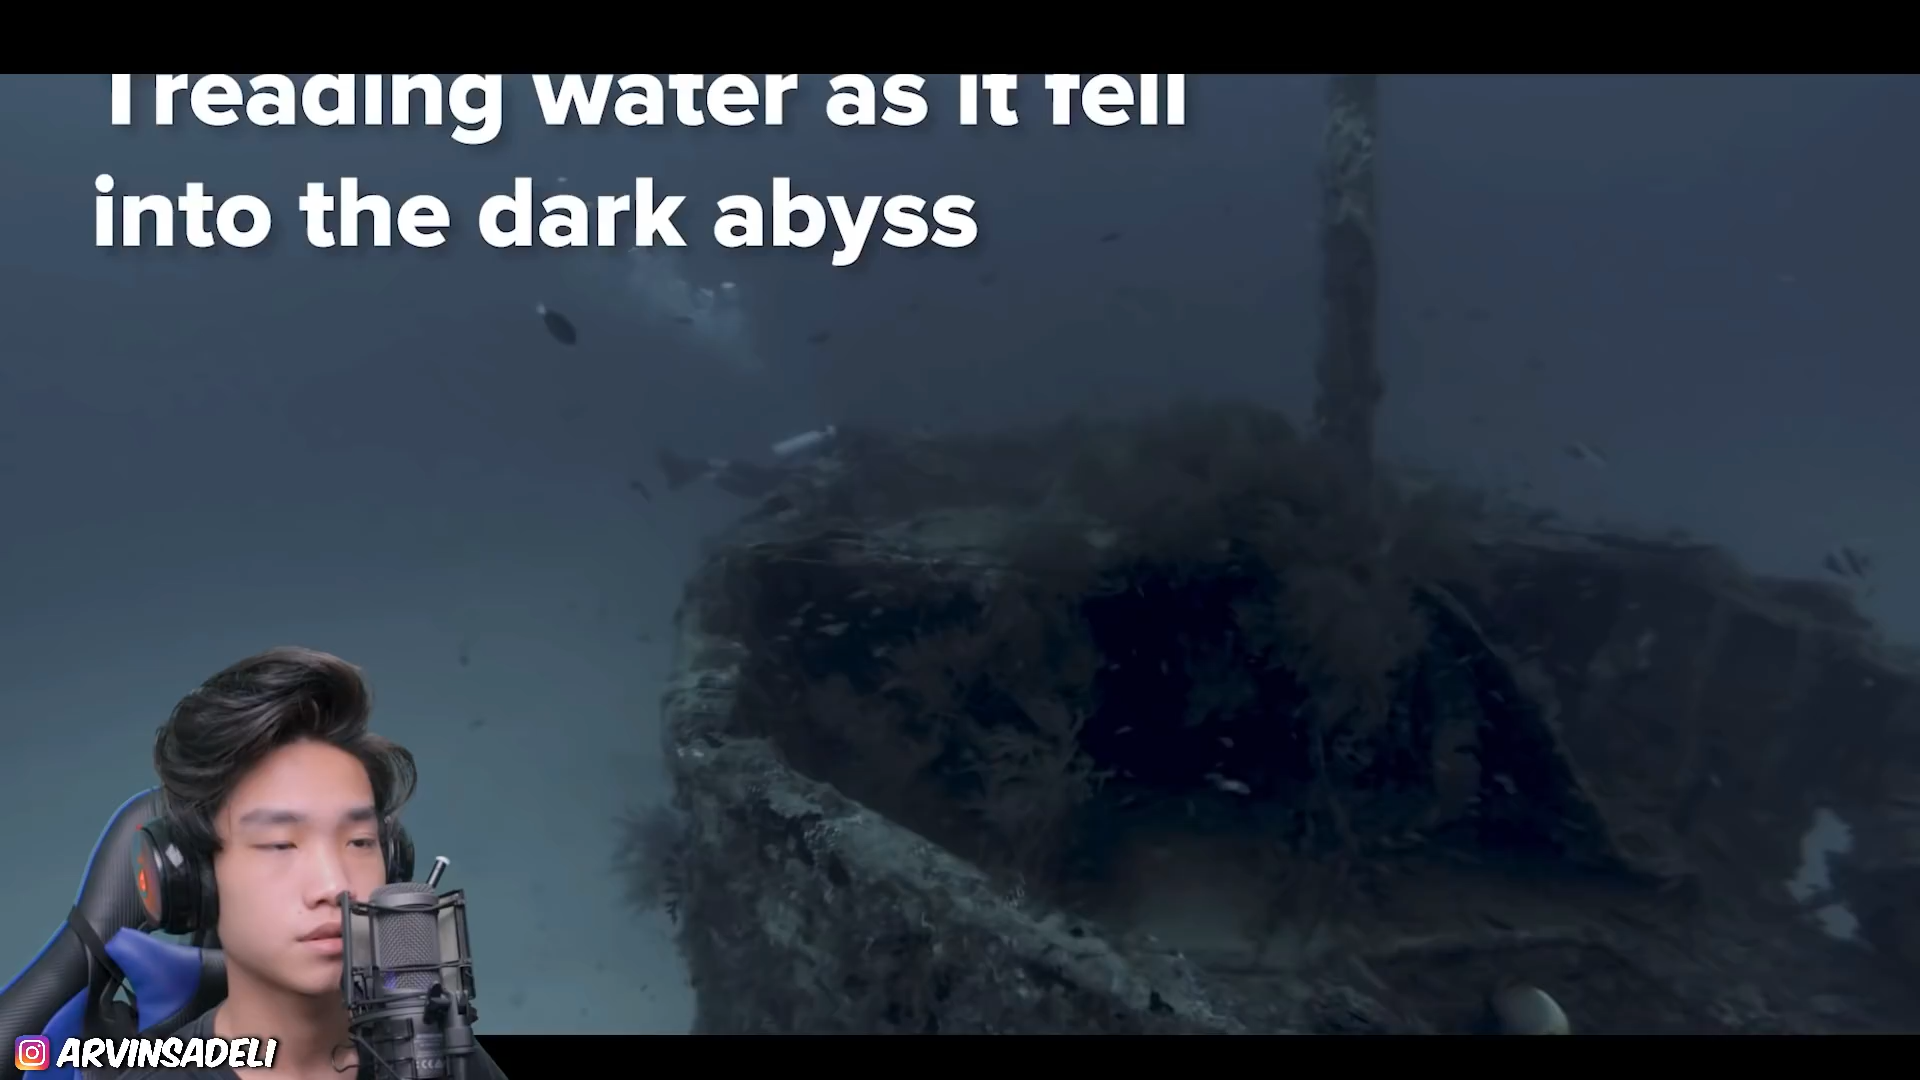 Treading water as it fell
into the dark abyss
ARVINSADELI